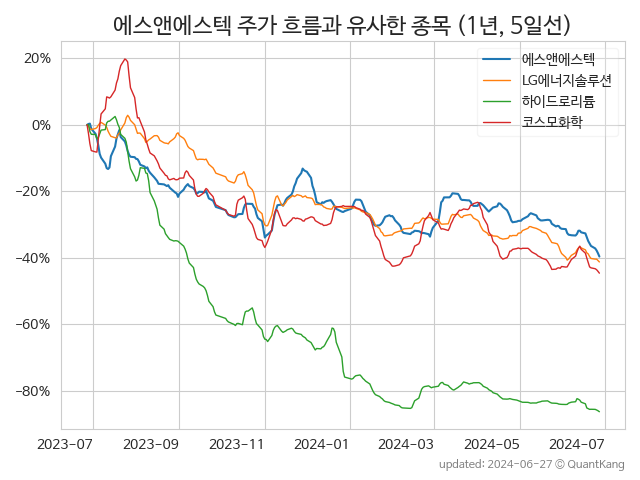 에스앤에스텍 주가 흐름과 유사한 종목 (1년, 5일선)
에스앤에스텍
LG에너지솔루션
하이드로리튬
코스모화학
20%
0%
−20%
−40%
−60%
−80%
2023-07 2023-09 2023-11 2024-01 2024-03 2024-05 2024-07
updated: 2024-06-27 © QuantKang